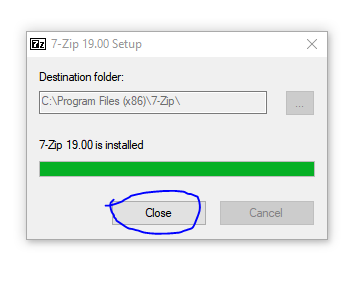 7z 7-Zip 19.00 Setup
Destination folder:
C:\Program Files (x86)\7-Zip\
...
7-Zip 19.00 is installed
Close Cancel